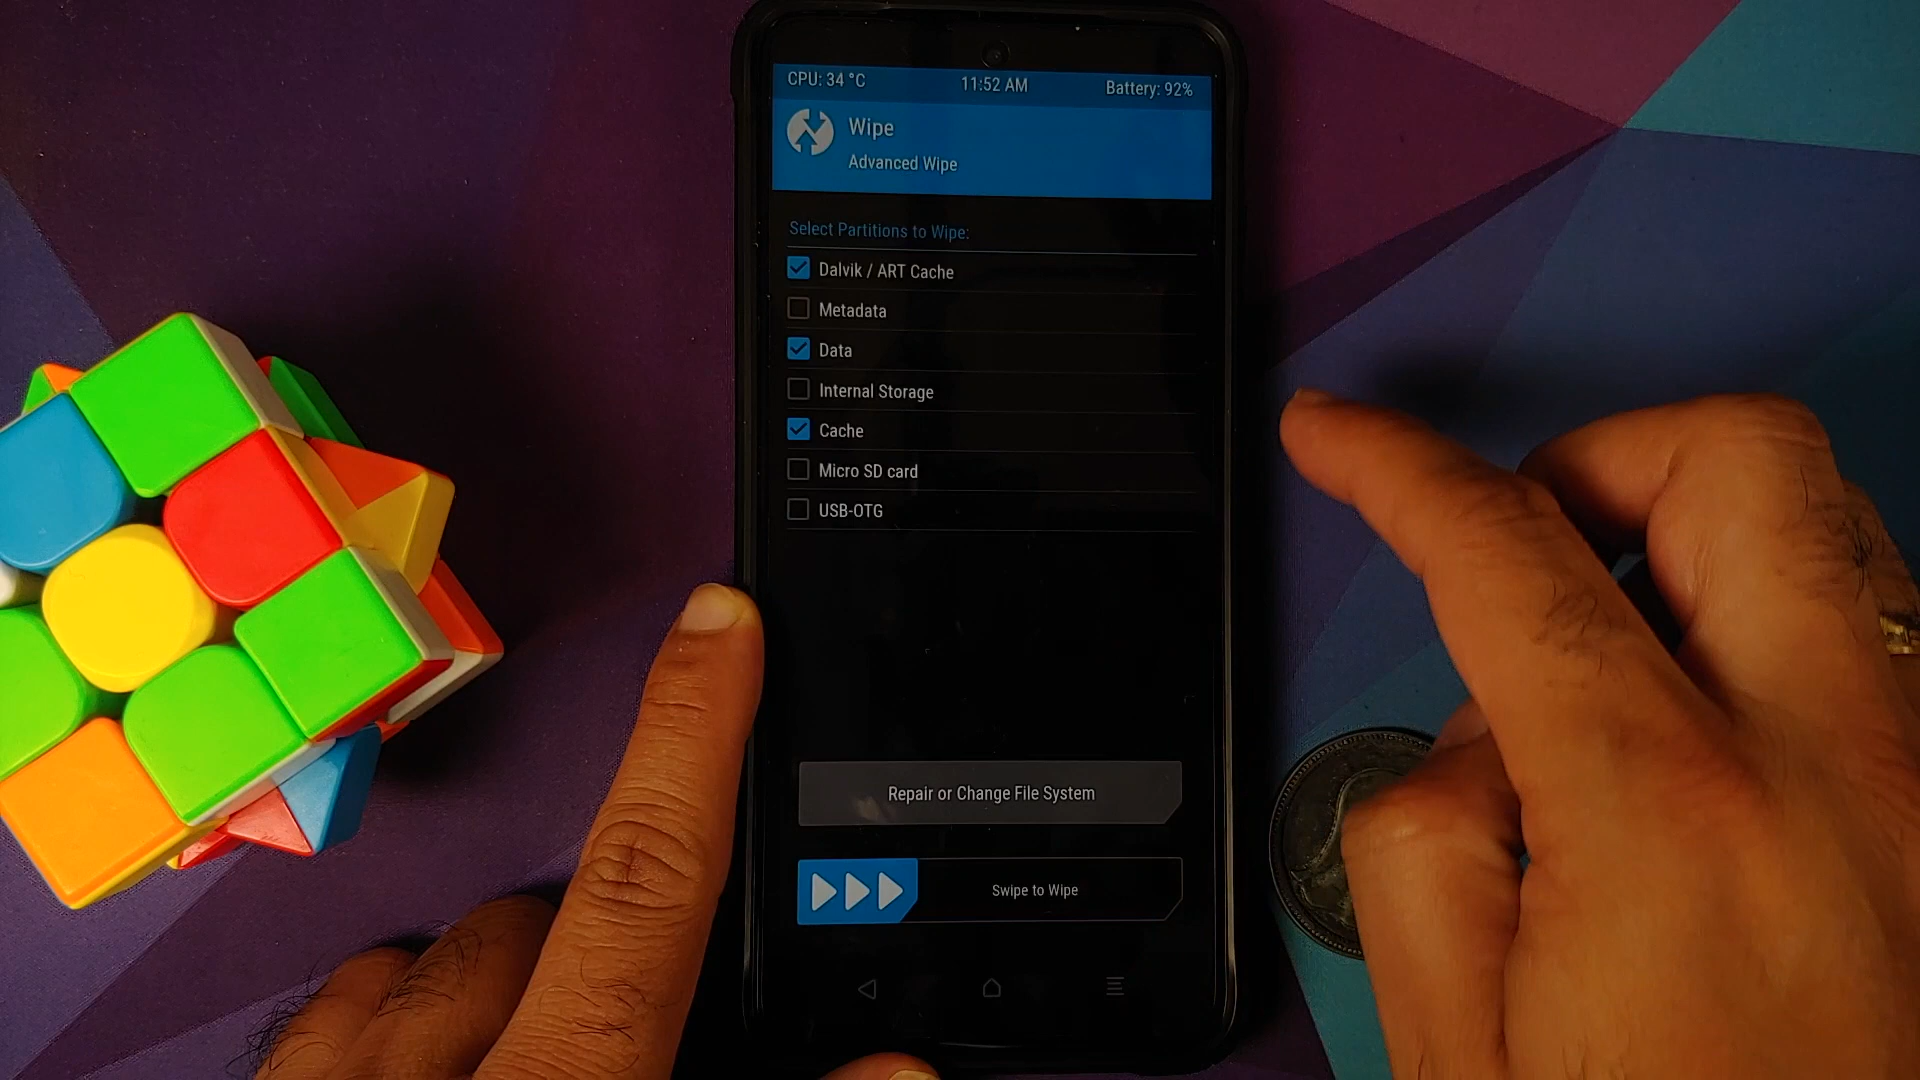 CPU: 34 °C 11:52 AM Battery: 92%
Wipe
Advanced Wipe
Select Partitions to Wipe:
Dalvik / ART Cache
Metadata
Data
Internal Storage
Cache
Micro SD card
USB-OTG
Repair or Change File System
Swipe to Wipe